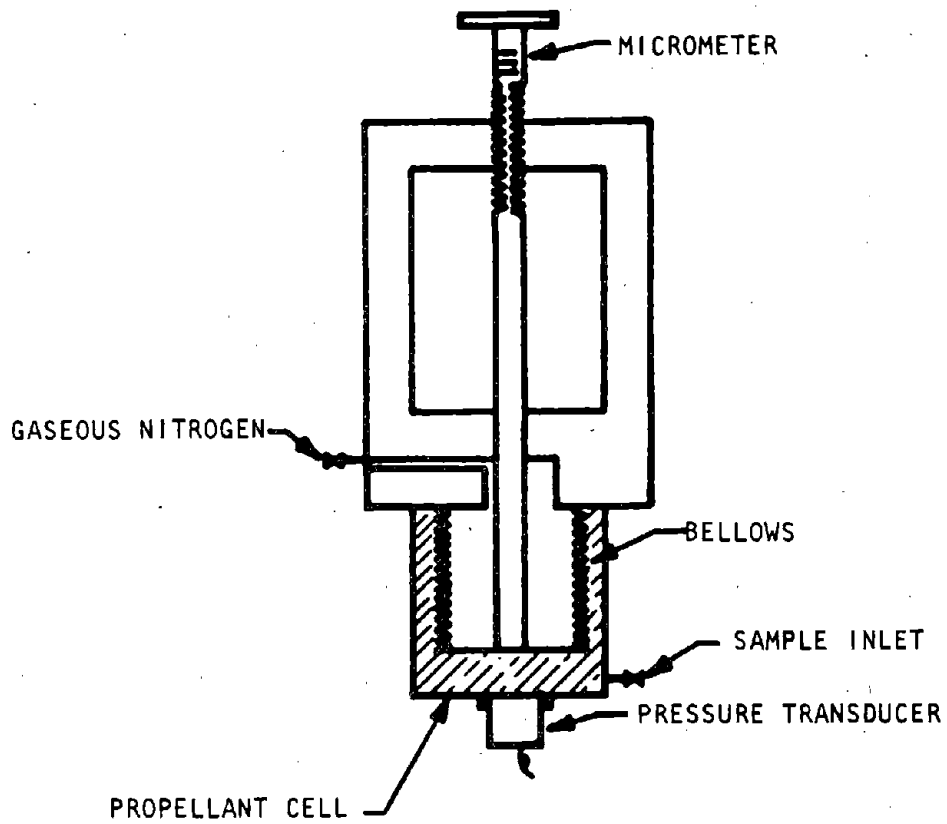 MICROMETER
GASEOUS NITROGEN
BELLOWS
SAMPLE INLET
PRESSURE TRANSDUCER
PROPELLANT CELL